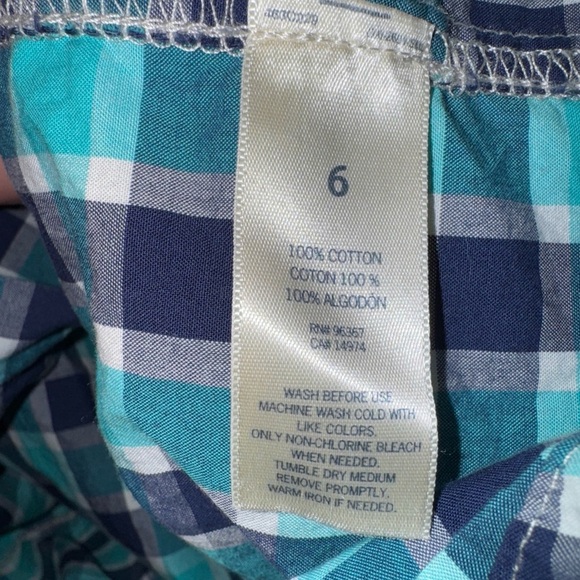 6
100% COTTON
COTON 100 %
100% ALGODÓN
RN# 96367
CA# 14974
WASH BEFORE USE
MACHINE WASH COLD WITH
LIKE COLORS.
ONLY NON-CHLORINE BLEACH
WHEN NEEDED.
TUMBLE DRY MEDIUM
REMOVE PROMPTLY.
WARM IRON IF NEEDED.